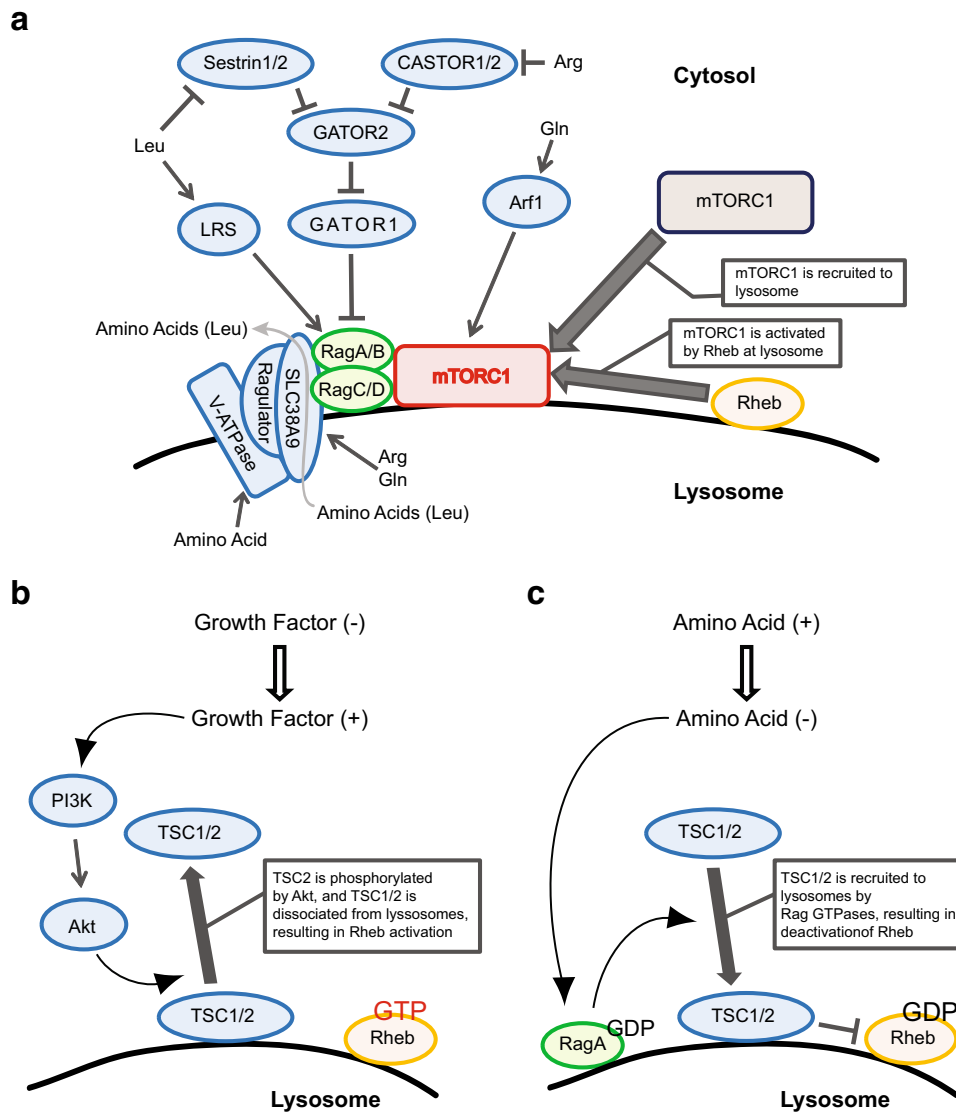 a
Sestrin1/2
CASTOR1/2
Arg
Cytosol
Leu
GATOR2
Gln
LRS
GATOR1
Arf1
mTORC1
mTORC1 is recruited to
lysosome
Amino Acids (Leu)
RagA/B
RagC/D
mTORC1
mTORC1 is activated
by Rheb at lysosome
Rheb
V-ATPase
Ragulator
SLC38A9
Arg
Gln
Amino Acids (Leu)
Amino Acid
Lysosome
b
Growth Factor (-)
Growth Factor (+)
PI3K
TSC1/2
TSC2 is phosphorylated
by Akt, and TSC1/2 is
dissociated from lyssosomes,
resulting in Rheb activation
Akt
TSC1/2
GTP
Rheb
Lysosome
c
Amino Acid (+)
Amino Acid (-)
TSC1/2
TSC1/2 is recruited to
lysosomes by
Rag GTPases, resulting in
deactivationof Rheb
RagA
GDP
TSC1/2
GDP
Rheb
Lysosome